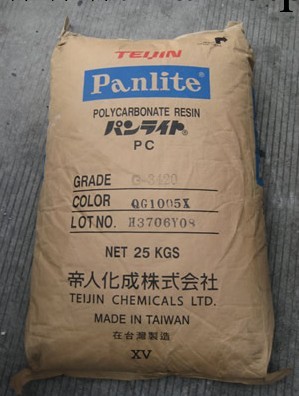 TEIJIN
Panlite®
POLYCARBONATE RESIN
パンライト®
PC
GRADE G-3420
COLOR QG1005X
LOT NO. H3706Y08
NET 25 KGS
帝人化成株式会社
TEIJIN CHEMICALS LTD.
MADE IN TAIWAN
在台灣製造
XV